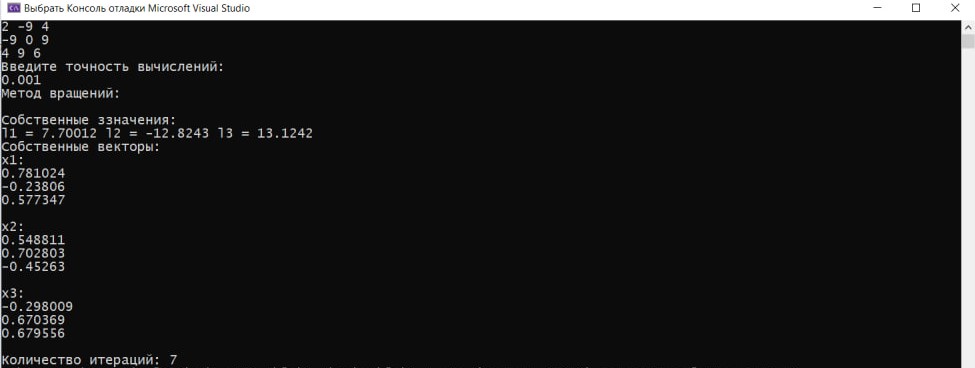 Выбрать Консоль отладки Microsoft Visual Studio
2 -9 4
-9 0 9
4 9 6
Введите точность вычислений:
0.001
Метод вращений:
Собственные ззначения:
l1 = 7.70012 l2 = -12.8243 l3 = 13.1242
Собственные векторы:
x1:
0.781024
-0.23806
0.577347
x2:
0.548811
0.702803
-0.45263
x3:
-0.298009
0.670369
0.679556
Количество итераций: 7